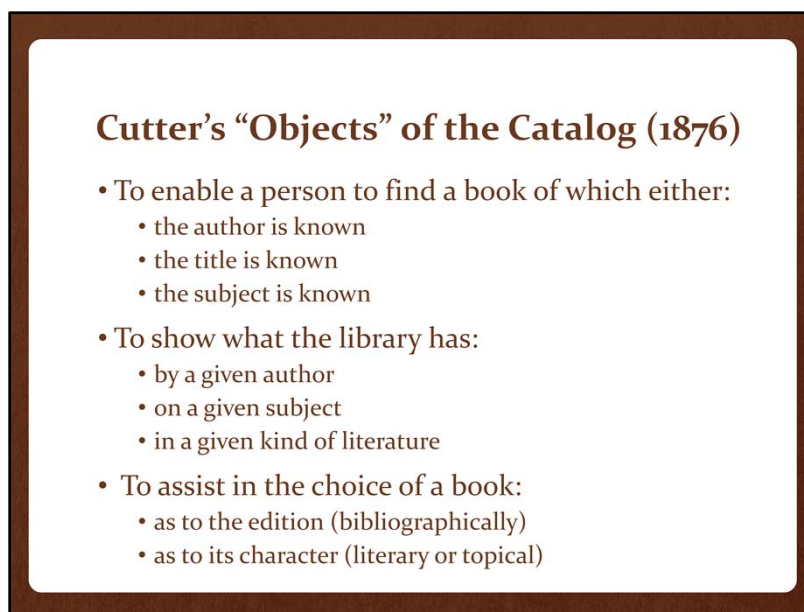 Cutter’s “Objects” of the Catalog (1876)
• To enable a person to find a book of which either:
• the author is known
• the title is known
• the subject is known
• To show what the library has:
• by a given author
• on a given subject
• in a given kind of literature
• To assist in the choice of a book:
• as to the edition (bibliographically)
• as to its character (literary or topical)